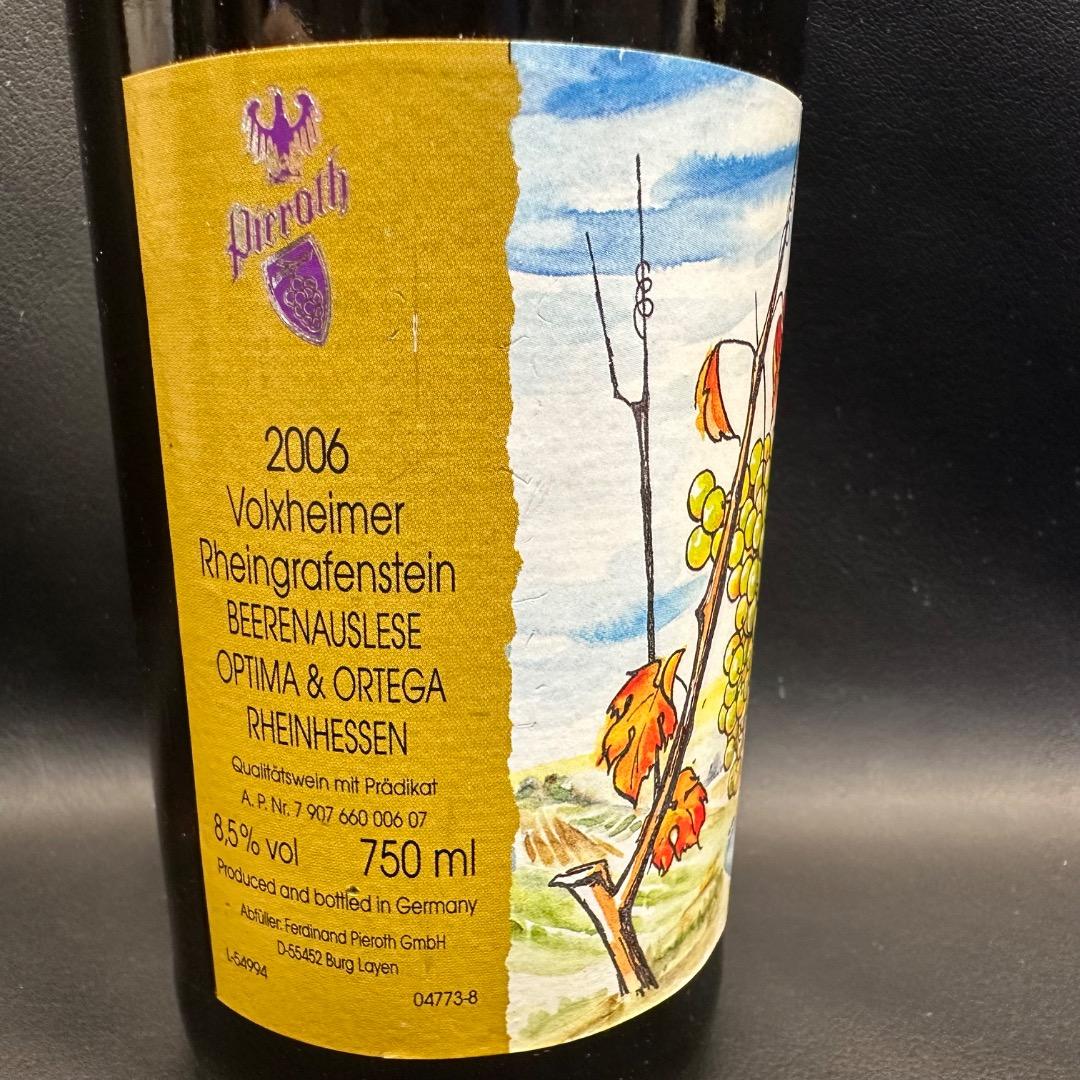 Pieroth
2006
Volxheimer
Rheingrafenstein
BEERENAUSLESE
OPTIMA & ORTEGA
RHEINHESSEN
Qualitätswein mit Prädikat
A. P. Nr. 7 907 660 006 07
8,5% vol 750 ml
Produced and bottled in Germany
Abfüller: Ferdinand Pieroth GmbH
D-55452 Burg Layen
L-54994
04773-8